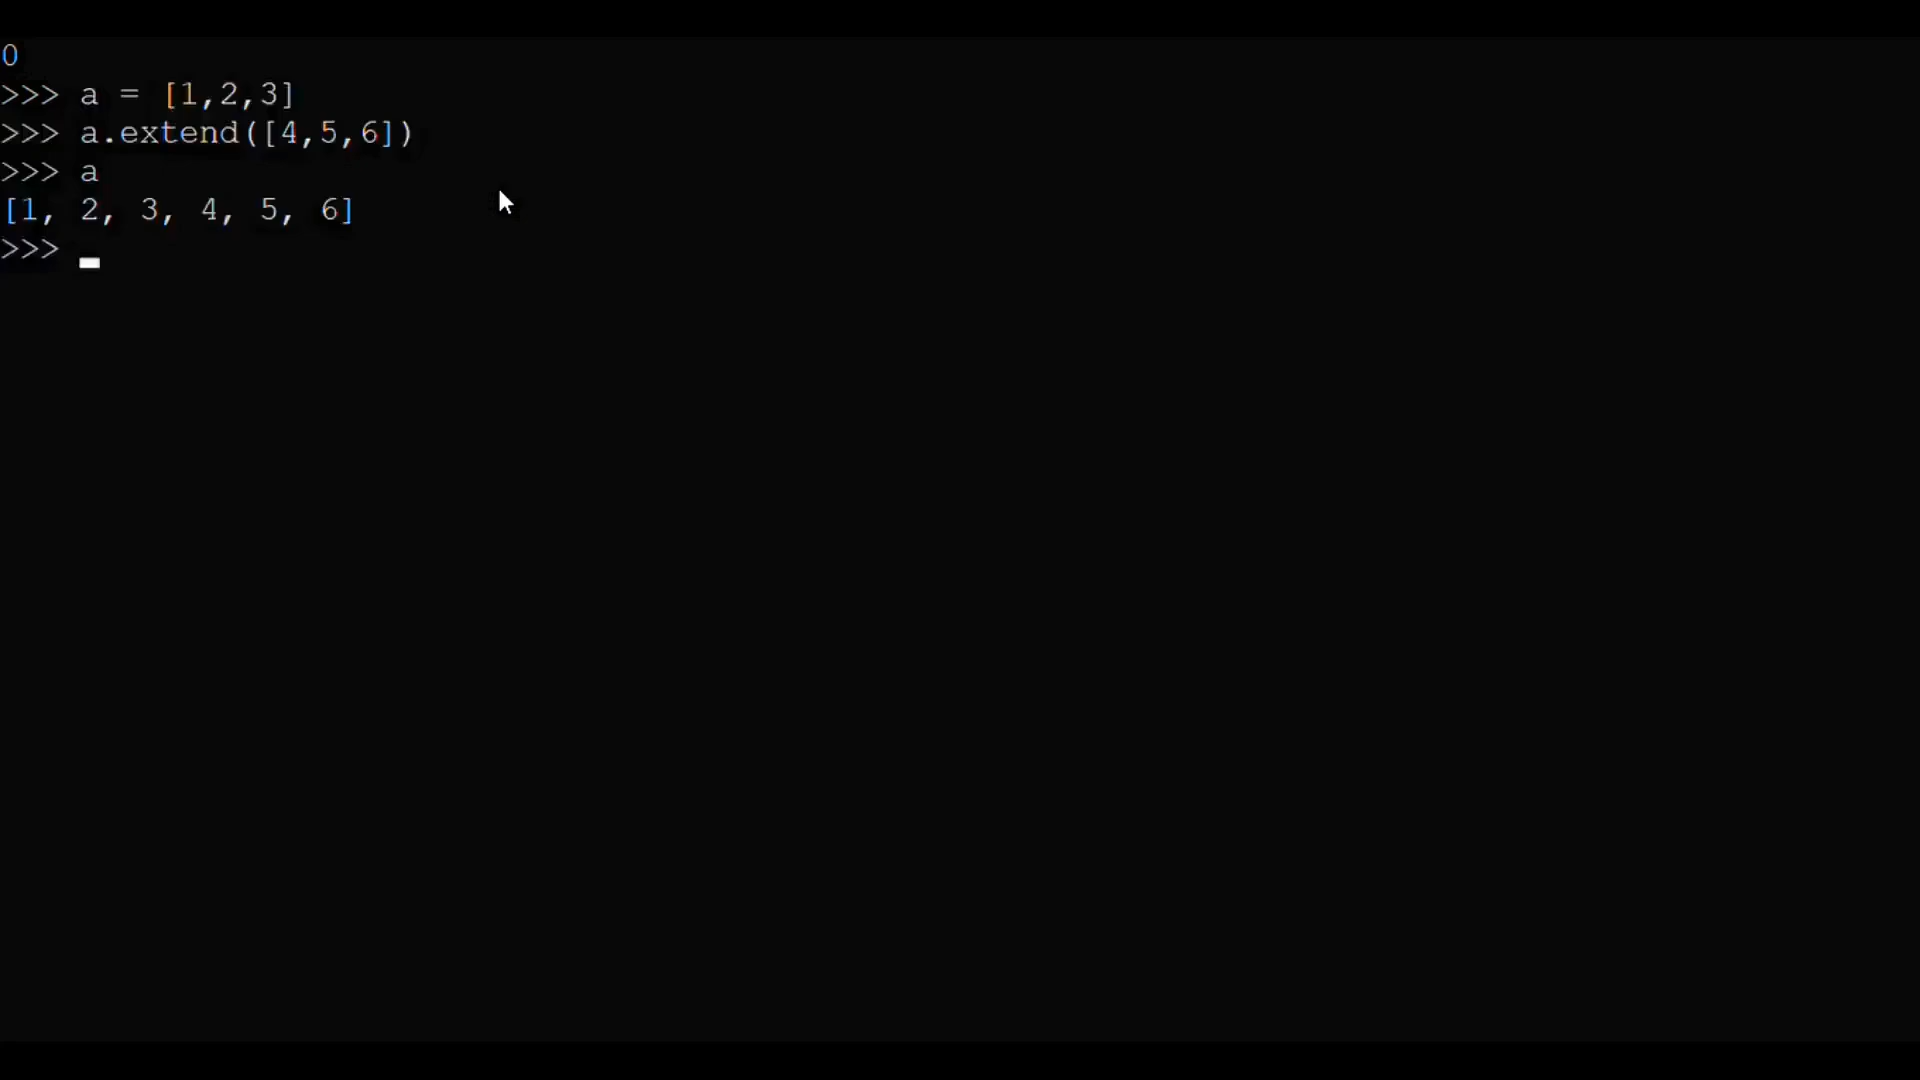 0
>>> a = [1,2,3]
>>> a.extend([4,5,6])
>>> a
[1, 2, 3, 4, 5, 6]
>>>